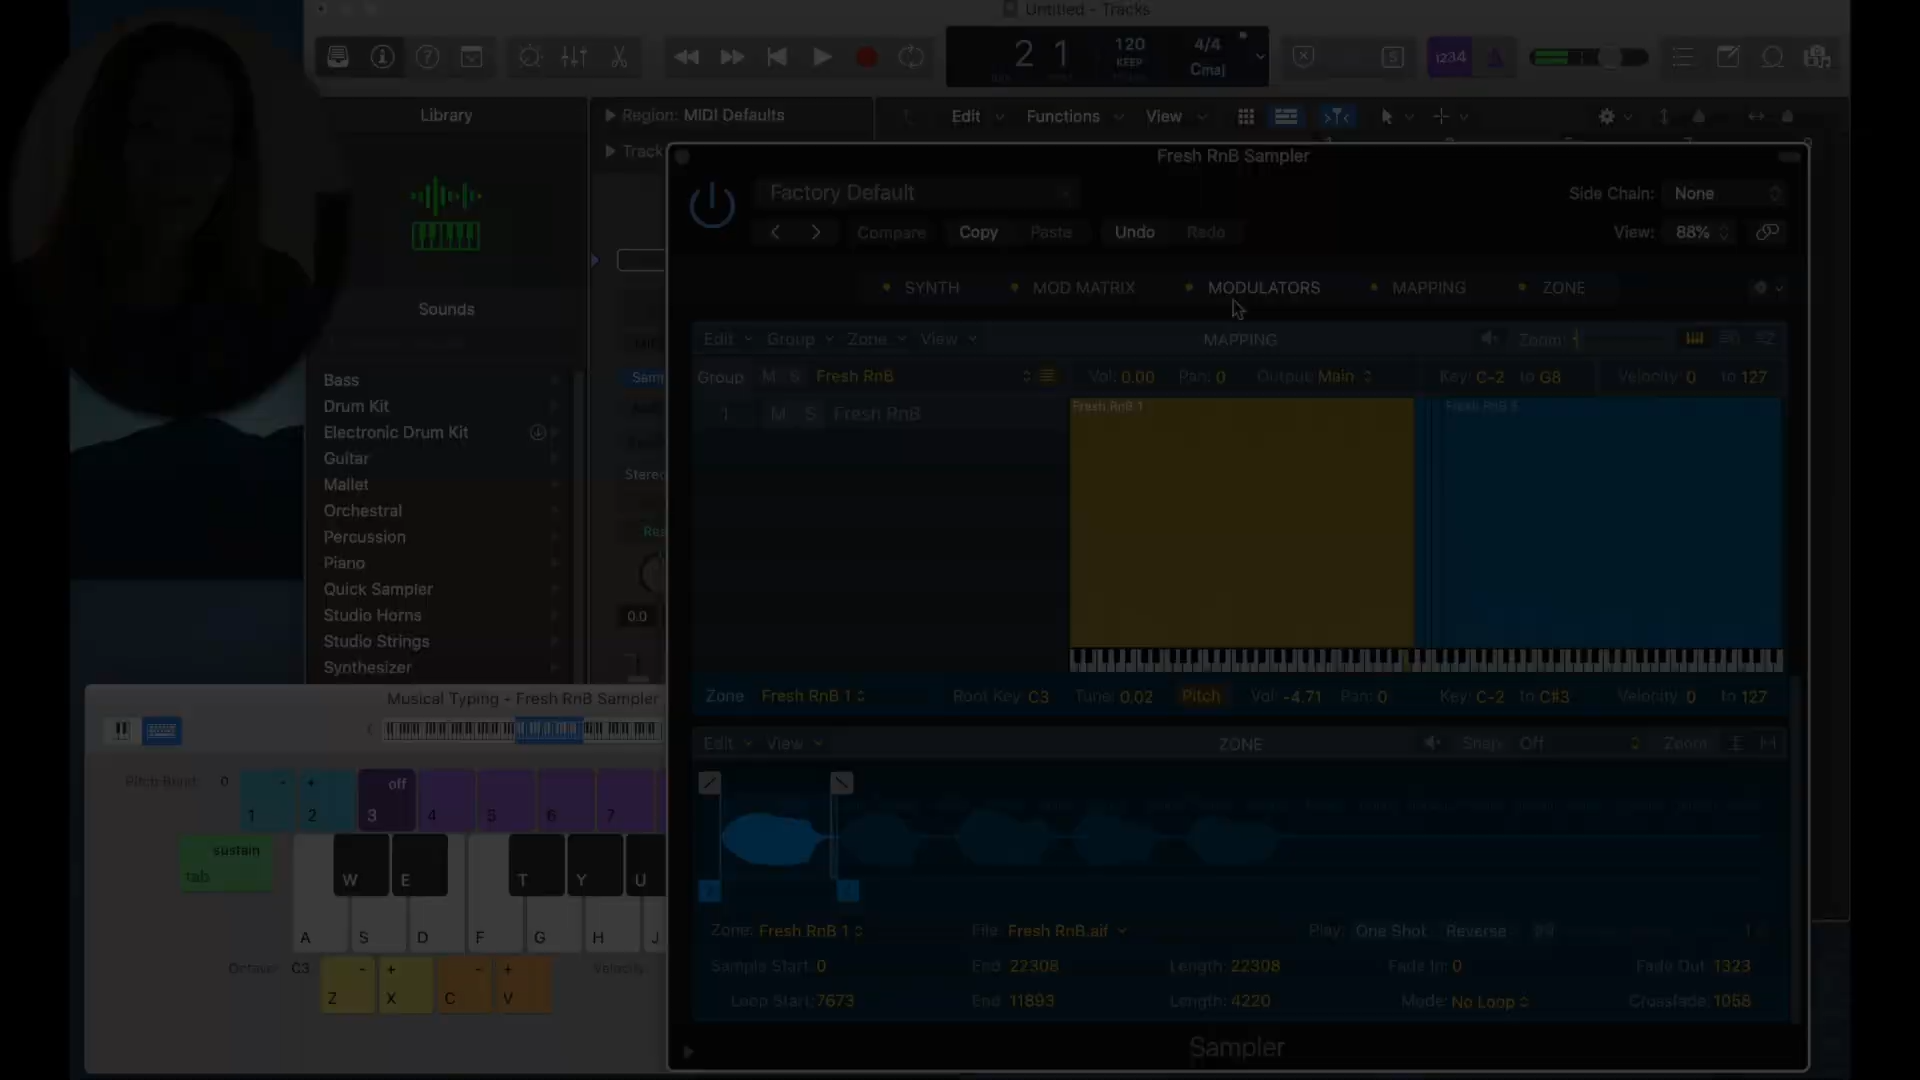 Untitled - Tracks
2 1
120
KEEP
4/4
Cmaj
S
1234
Library
Region: MIDI Defaults
Edit
Functions
View
Track
Fresh RnB Sampler
Factory Default
Side Chain: None
Compare
Copy
Paste
Undo
Redo
View: 88%
SYNTH
MOD MATRIX
MODULATORS
MAPPING
ZONE
Sounds
Edit
Group
Zone
View
MAPPING
Zoom:
Group M S Fresh RnB
Vol: 0.00 Pan: 0 Output: Main
Key: C-2 to G8 Velocity: 0 to 127
1 M S Fresh RnB
Fresh RnB 1
Bass
Drum Kit
Electronic Drum Kit
Guitar
Mallet
Orchestral
Percussion
Piano
Quick Sampler
Studio Horns
Studio Strings
Synthesizer
Stereo
0.0
Zone Fresh RnB 1 Root Key: C3 Tune: 0.02 Pitch Vol: -4.71 Pan: 0 Key: C-2 to C#3 Velocity: 0 to 127
Musical Typing - Fresh RnB Sampler
Edit View ZONE Snap: Off Zoom:
Pitch Bend: 0
- + off
1 2 3 4 5 6 7
sustain
tab
W E T Y U
A S D F G H J
Octave: C3
- + - +
Z X C V
Velocity:
Zone: Fresh RnB 1 File: Fresh RnB.aif Play: One Shot Reverse
Sample Start: 0 End: 22308 Length: 22308 Fade In: 0 Fade Out: 1323
Loop Start: 7673 End: 11893 Length: 4220 Mode: No Loop Crossfade: 1058
Sampler